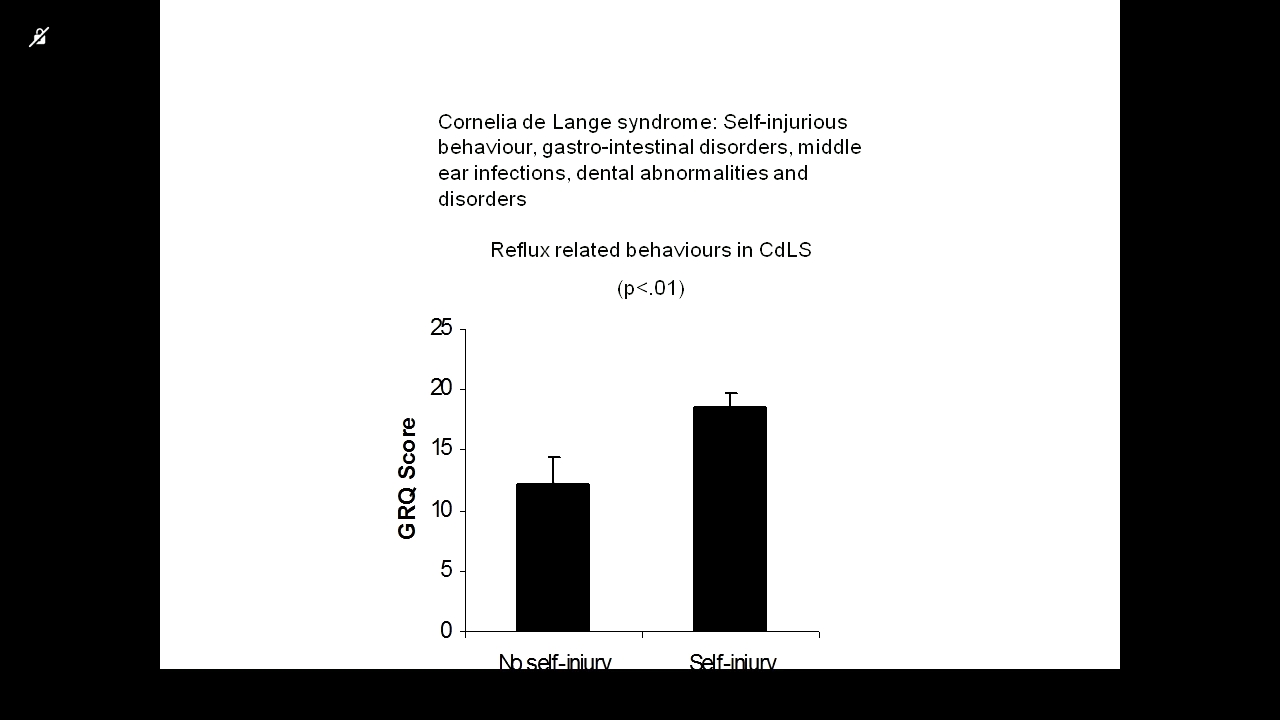 Cornelia de Lange syndrome: Self-injurious
behaviour, gastro-intestinal disorders, middle
ear infections, dental abnormalities and
disorders
Reflux related behaviours in CdLS
(p<.01)
25
20
15
10
5
0
GRQ Score
No self-injury
Self-injury